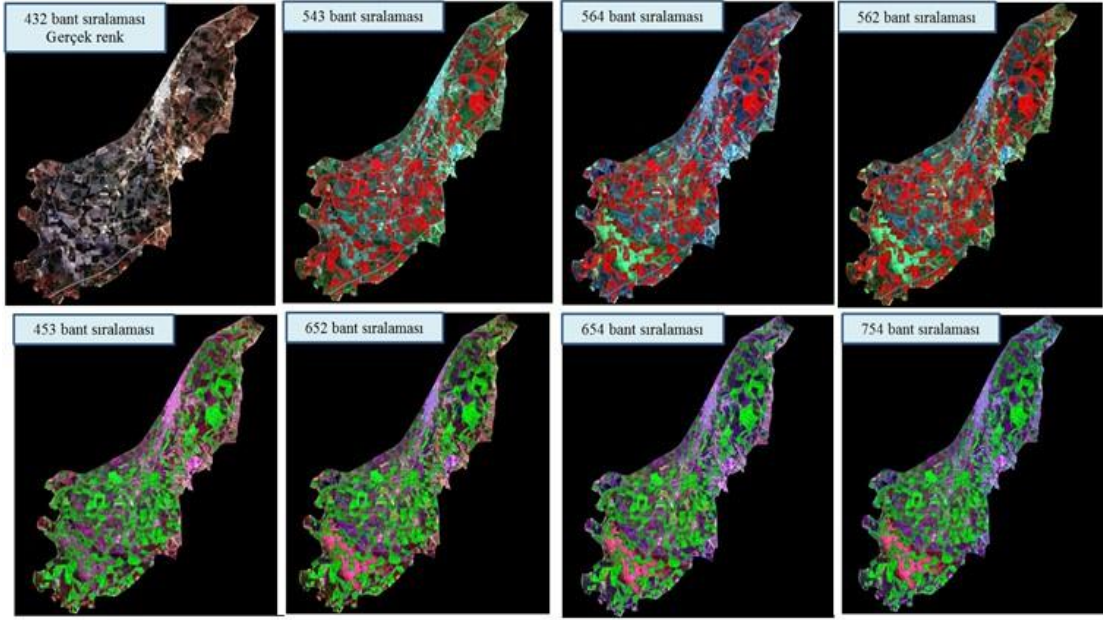 432 bant sıralaması
Gerçek renk
543 bant sıralaması
564 bant sıralaması
562 bant sıralaması
453 bant sıralaması
652 bant sıralaması
654 bant sıralaması
754 bant sıralaması